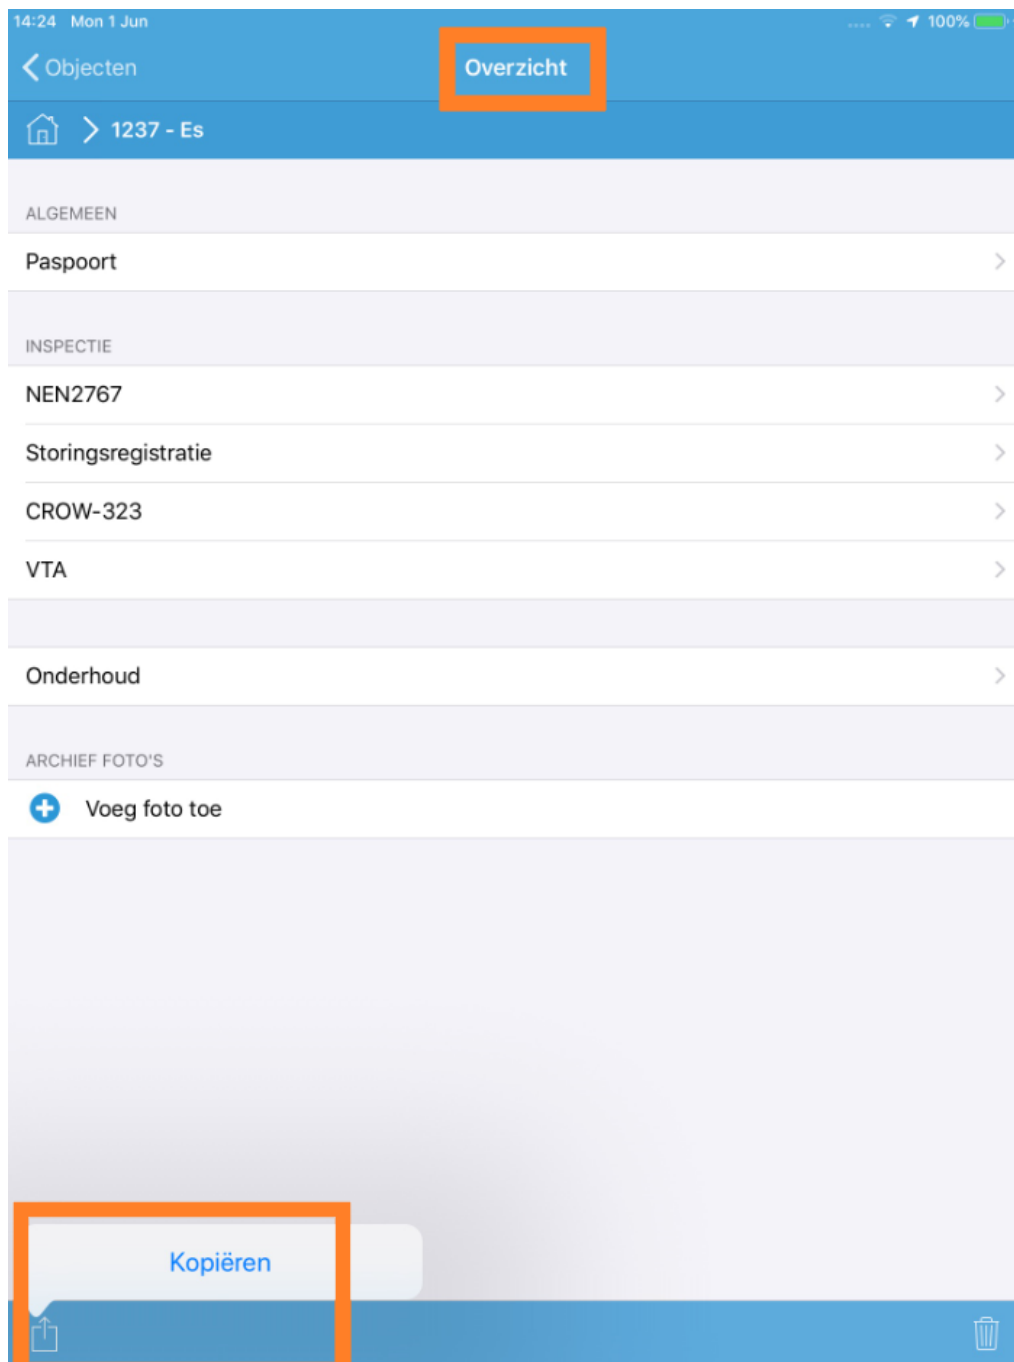 14:24 Mon 1 Jun 100%
Objecten Overzicht
1237 - Es
ALGEMEEN
Paspoort
INSPECTIE
NEN2767
Storingsregistratie
CROW-323
VTA
Onderhoud
ARCHIEF FOTO'S
Voeg foto toe
Kopiëren